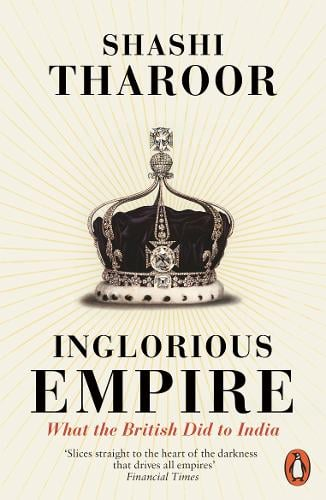 SHASHI
THAROOR
INGLORIOUS
EMPIRE
What the British Did to India
‘Slices straight to the heart of the darkness
that drives all empires’
Financial Times